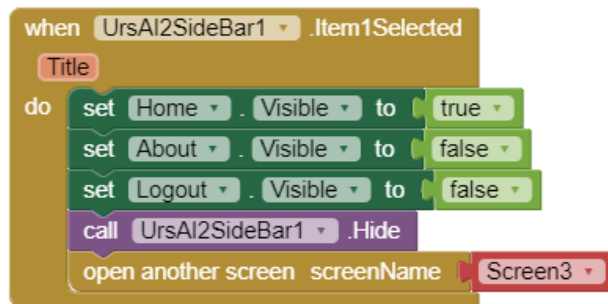 when UrsAI2SideBar1 .Item1Selected
Title
do set Home . Visible to true
set About . Visible to false
set Logout . Visible to false
call UrsAI2SideBar1 .Hide
open another screen screenName Screen3